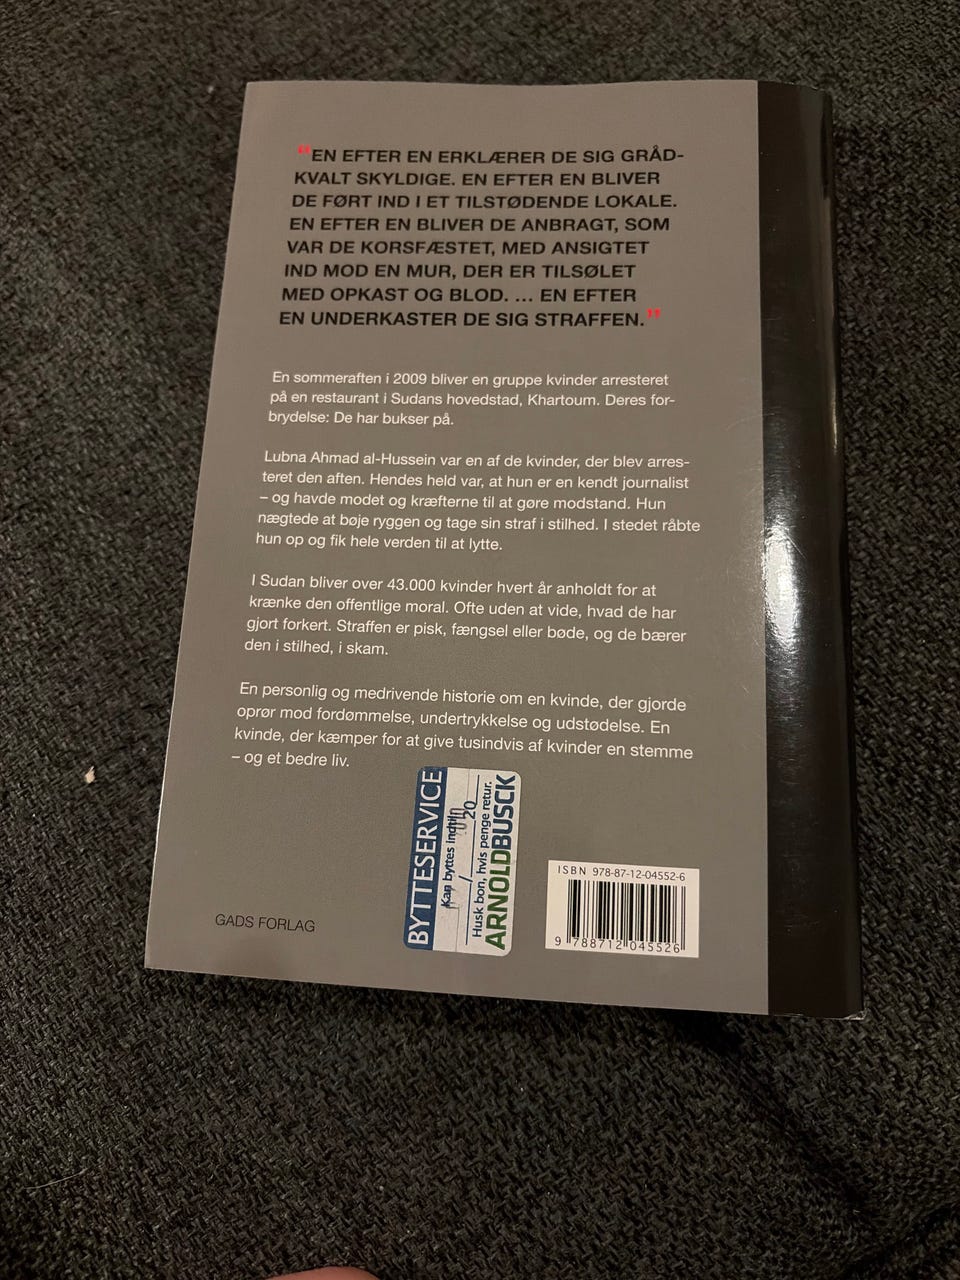 "EN EFTER EN ERKLÆRER DE SIG GRÅD-
KVALT SKYLDIGE. EN EFTER EN BLIVER
DE FØRT IND I ET TILSTØDENDE LOKALE.
EN EFTER EN BLIVER DE ANBRAGT, SOM
VAR DE KORSFÆSTET, MED ANSIGTET
IND MOD EN MUR, DER ER TILSØLET
MED OPKAST OG BLOD. ... EN EFTER
EN UNDERKASTER DE SIG STRAFFEN."
En sommeraften i 2009 bliver en gruppe kvinder arresteret
på en restaurant i Sudans hovedstad, Khartoum. Deres for-
brydelse: De har bukser på.
Lubna Ahmad al-Hussein var en af de kvinder, der blev arres-
teret den aften. Hendes held var, at hun er en kendt journalist
– og havde modet og kræfterne til at gøre modstand. Hun
nægtede at bøje ryggen og tage sin straf i stilhed. I stedet råbte
hun op og fik hele verden til at lytte.
I Sudan bliver over 43.000 kvinder hvert år anholdt for at
krænke den offentlige moral. Ofte uden at vide, hvad de har
gjort forkert. Straffen er pisk, fængsel eller bøde, og de bærer
den i stilhed, i skam.
En personlig og medrivende historie om en kvinde, der gjorde
oprør mod fordømmelse, undertrykkelse og udstødelse. En
kvinde, der kæmper for at give tusindvis af kvinder en stemme
– og et bedre liv.
BYTTESERVICE
Kan byttes indtil
/ 20
Husk bon, hvis penge retur.
ARNOLDBUSCK
ISBN 978-87-12-04552-6
9 788712 045526
GADS FORLAG